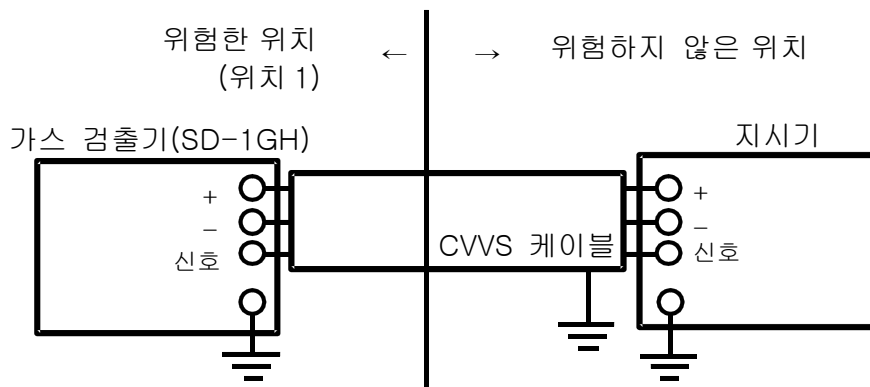 위험한 위치
(위치 1)
← → 위험하지 않은 위치
가스 검출기(SD-1GH)
지시기
+
−
신호
CVVS 케이블
+
−
신호